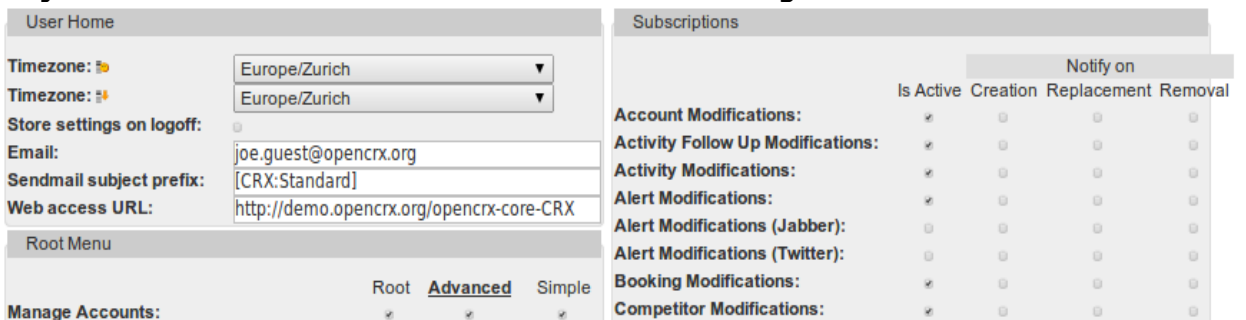 User Home
Timezone:
Europe/Zurich
Timezone:
Europe/Zurich
Store settings on logoff:
Email:
joe.guest@opencrx.org
Sendmail subject prefix:
[CRX:Standard]
Web access URL:
http://demo.opencrx.org/opencrx-core-CRX
Root Menu
Root Advanced Simple
Manage Accounts:
Subscriptions
Notify on
Is Active Creation Replacement Removal
Account Modifications:
Activity Follow Up Modifications:
Activity Modifications:
Alert Modifications:
Alert Modifications (Jabber):
Alert Modifications (Twitter):
Booking Modifications:
Competitor Modifications: